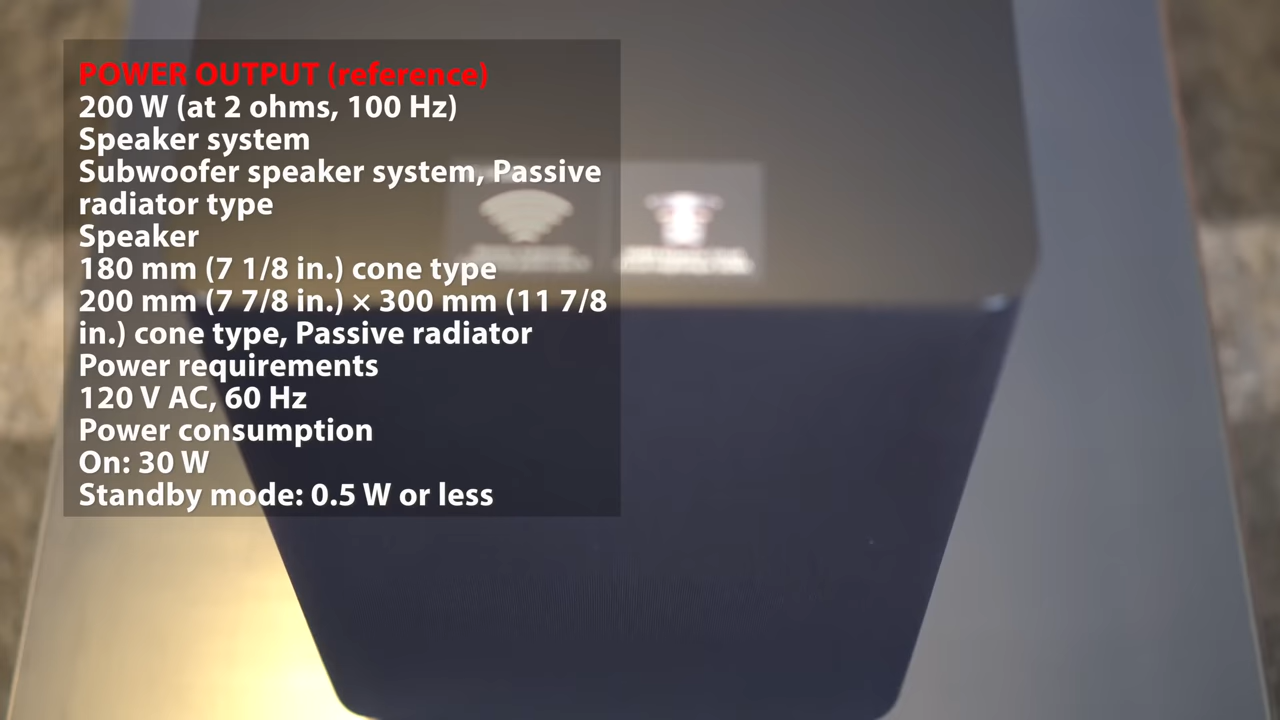 POWER OUTPUT (reference)
200 W (at 2 ohms, 100 Hz)
Speaker system
Subwoofer speaker system, Passive
radiator type
Speaker
180 mm (7 1/8 in.) cone type
200 mm (7 7/8 in.) × 300 mm (11 7/8
in.) cone type, Passive radiator
Power requirements
120 V AC, 60 Hz
Power consumption
On: 30 W
Standby mode: 0.5 W or less